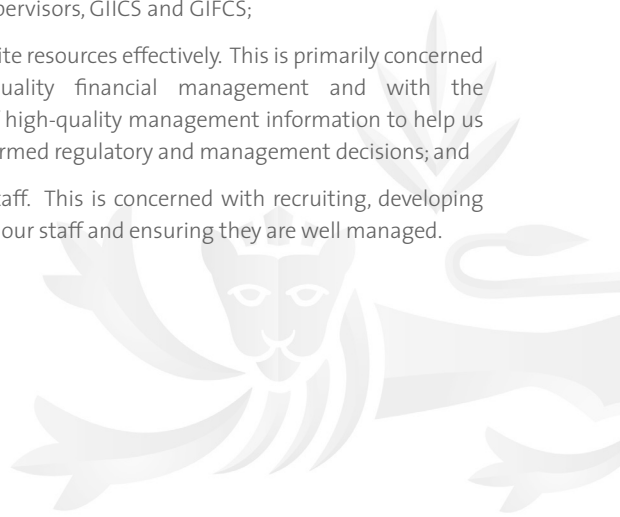 pervisors, GIICS and GIFCS;
ite resources effectively. This is primarily concerned
uality financial management and with the
high-quality management information to help us
rmed regulatory and management decisions; and
aff. This is concerned with recruiting, developing
our staff and ensuring they are well managed.